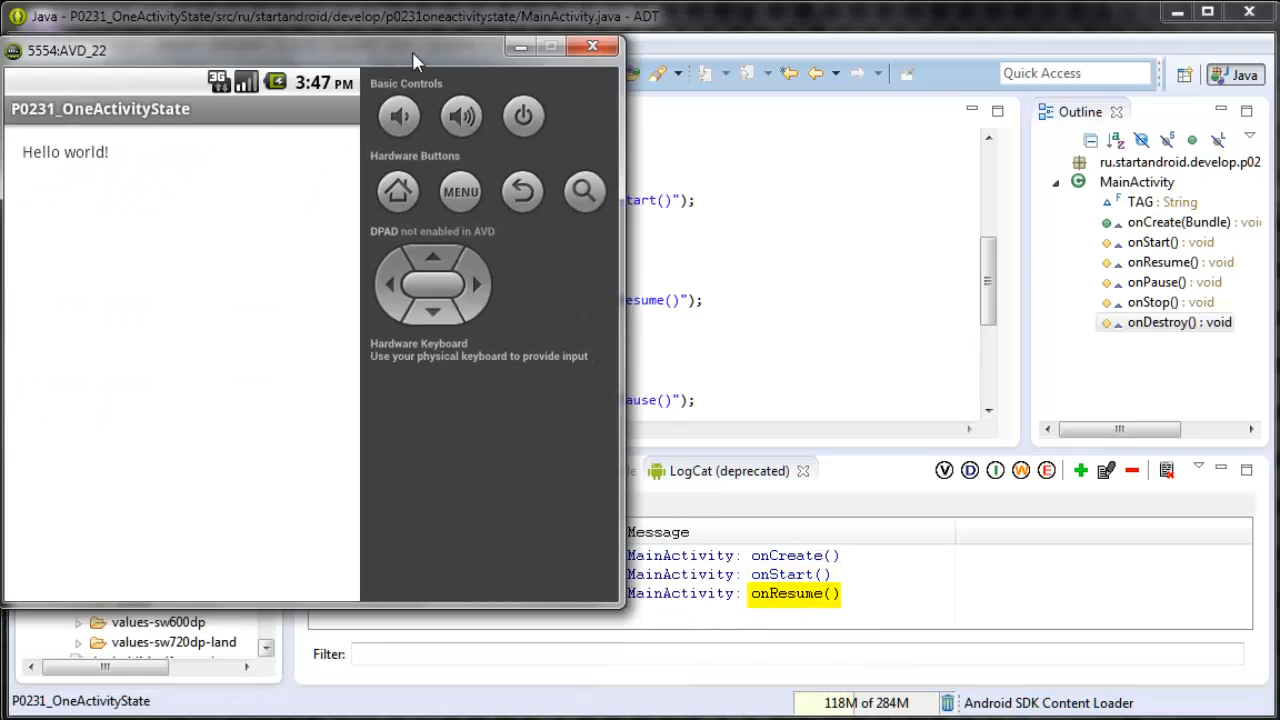 Java - P0231_OneActivityState/src/ru/startandroid/develop/p0231oneactivitystate/MainActivity.java - ADT
5554:AVD_22
Quick Access
Java
3G
3:47 PM
P0231_OneActivityState
Hello world!
Basic Controls
Hardware Buttons
MENU
DPAD not enabled in AVD
Hardware Keyboard
Use your physical keyboard to provide input
tart()");
esume()");
ause()");
Outline
ru.startandroid.develop.p02
MainActivity
TAG : String
onCreate(Bundle) : voi
onStart() : void
onResume() : void
onPause() : void
onStop() : void
onDestroy() : void
LogCat (deprecated)
V D I W E
Message
MainActivity: onCreate()
MainActivity: onStart()
MainActivity: onResume()
values-sw600dp
values-sw720dp-land
Filter:
P0231_OneActivityState
118M of 284M
Android SDK Content Loader